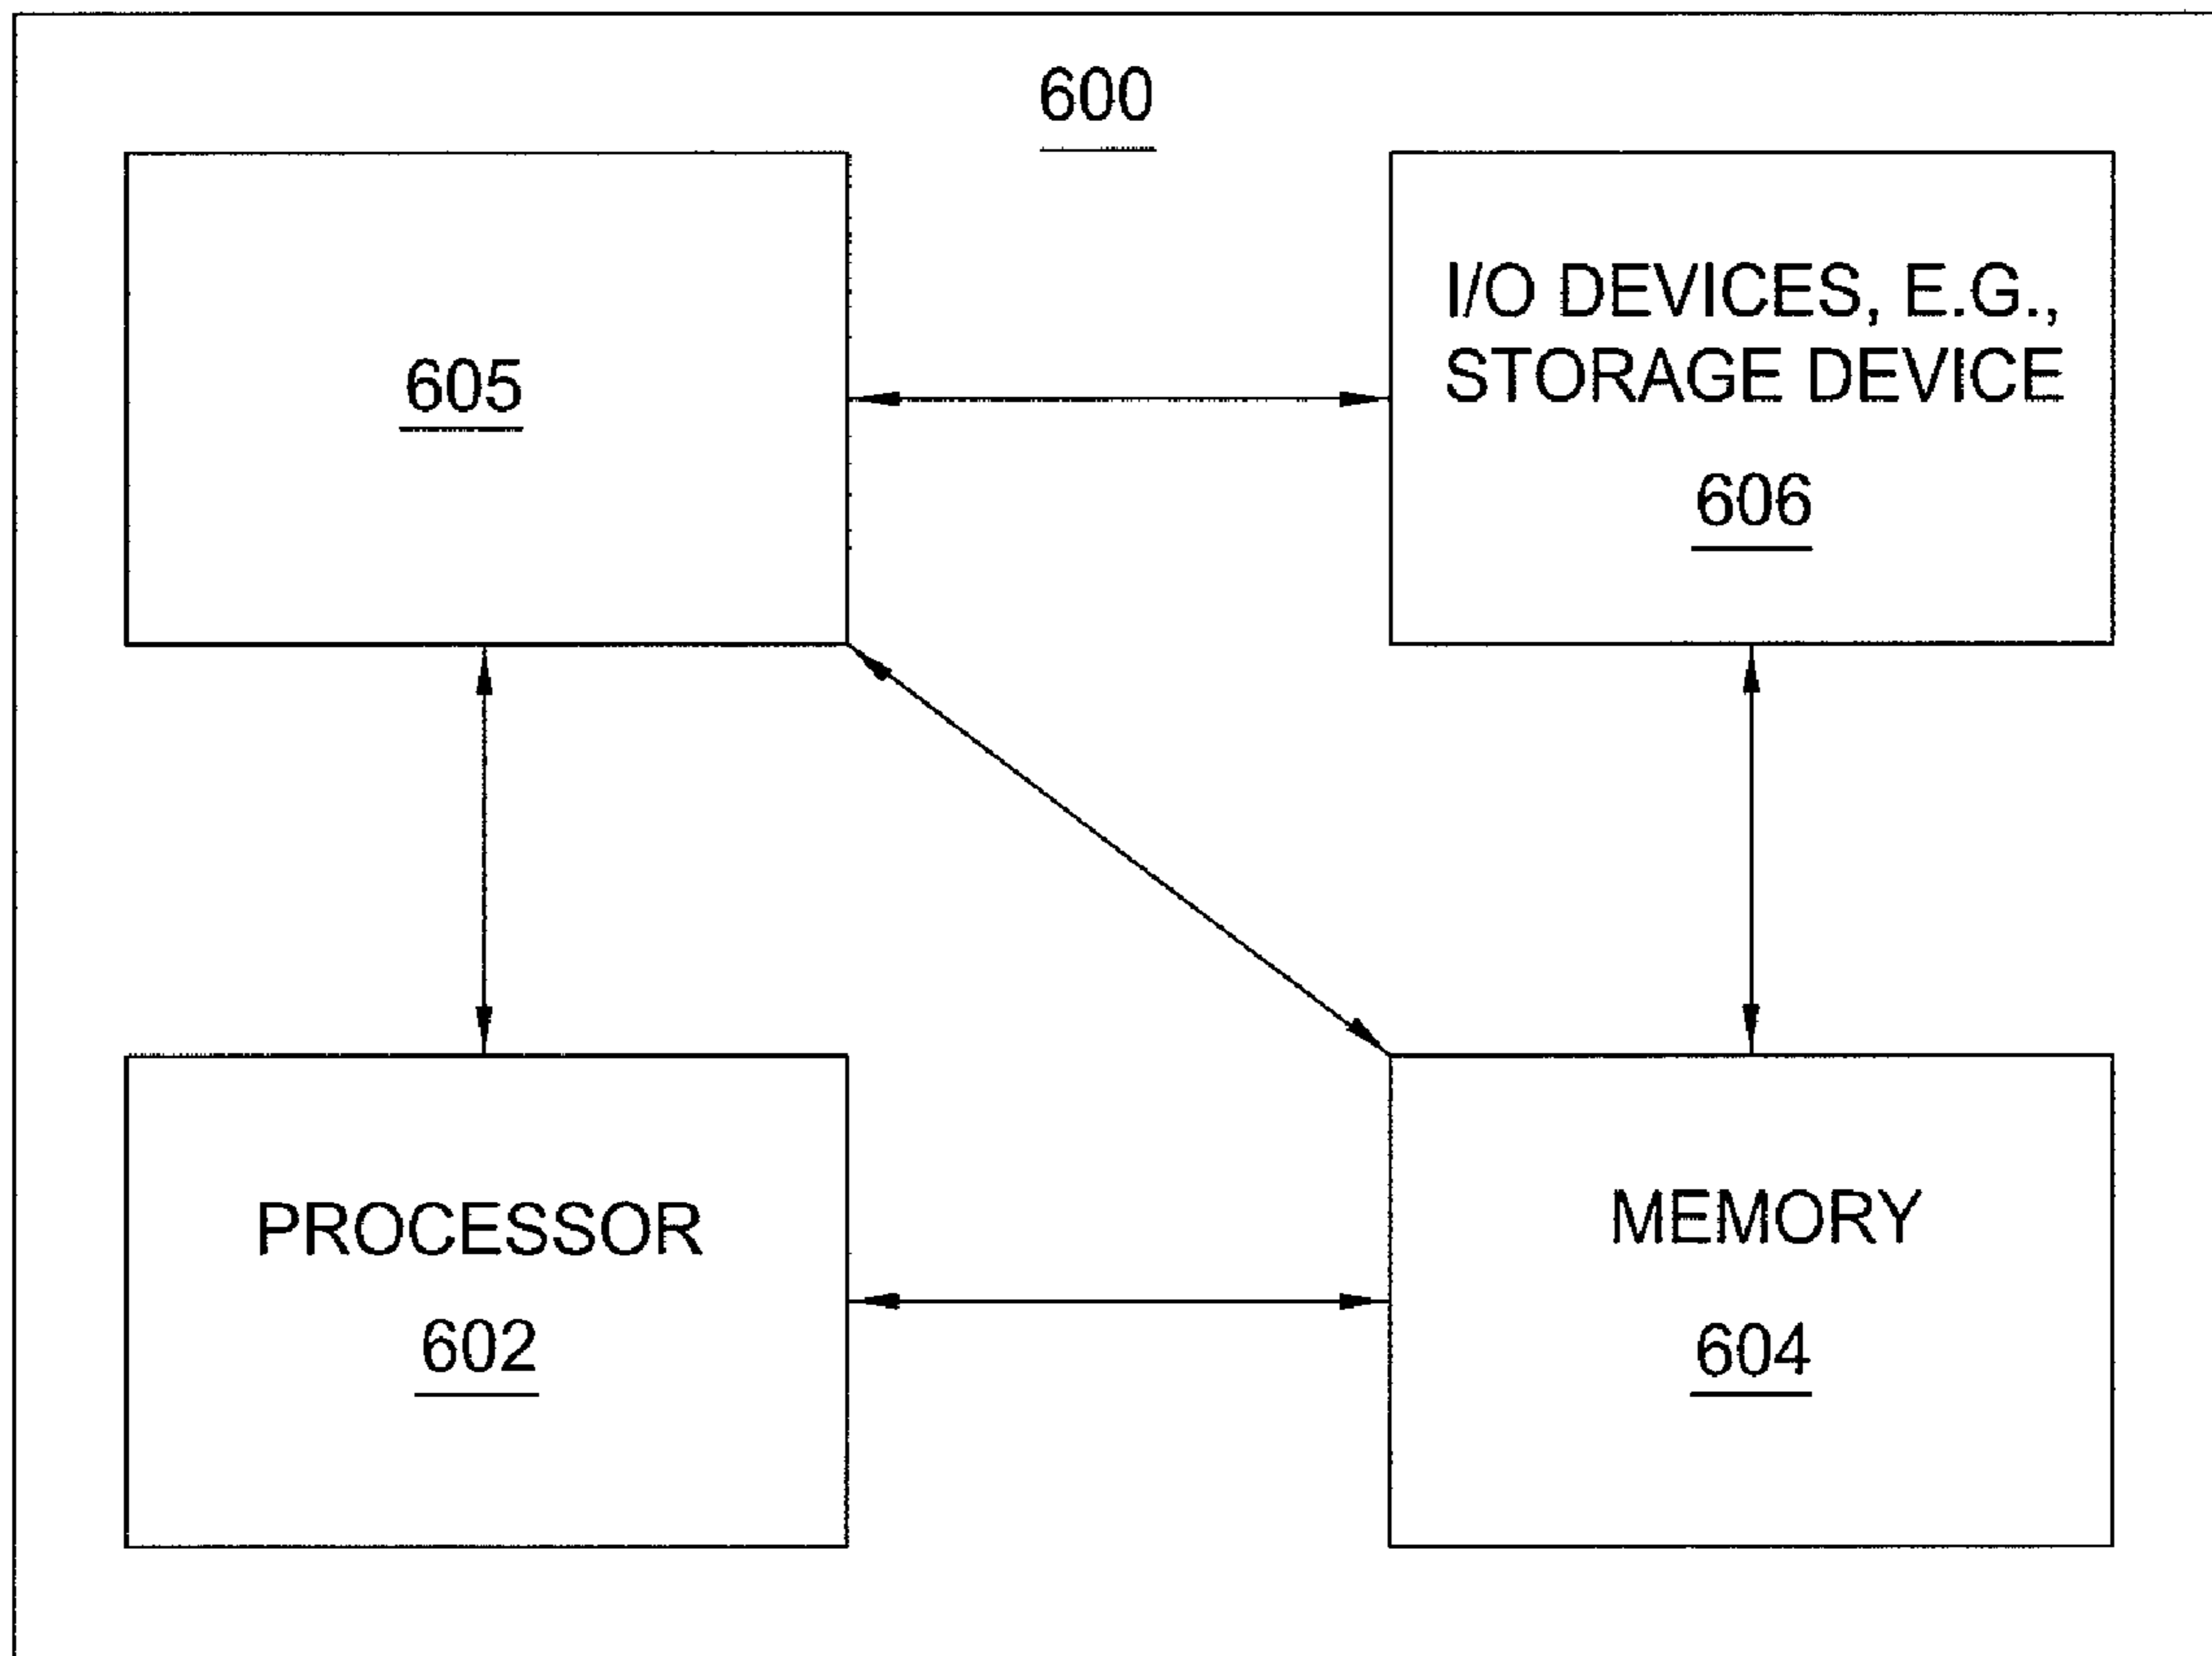 600
605
I/O DEVICES, E.G.,
STORAGE DEVICE
606
PROCESSOR
602
MEMORY
604